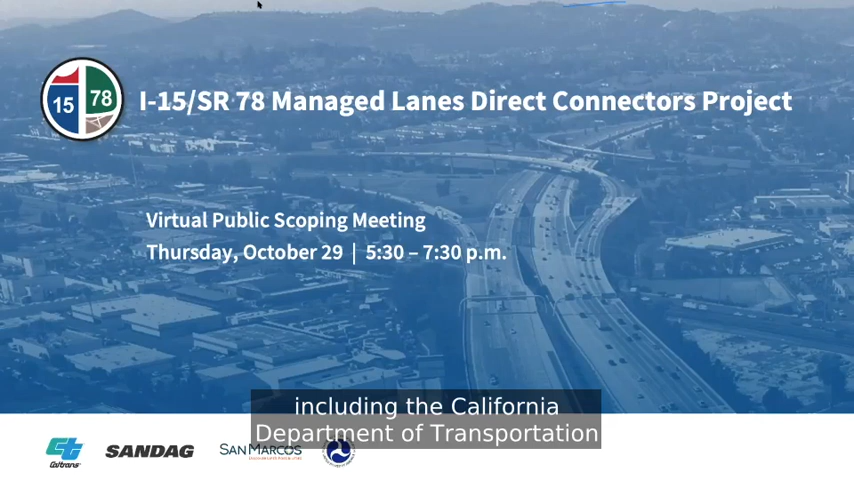 15 78
I-15/SR 78 Managed Lanes Direct Connectors Project
Virtual Public Scoping Meeting
Thursday, October 29 | 5:30 – 7:30 p.m.
including the California
Department of Transportation
Caltrans
SANDAG
SAN MARCOS